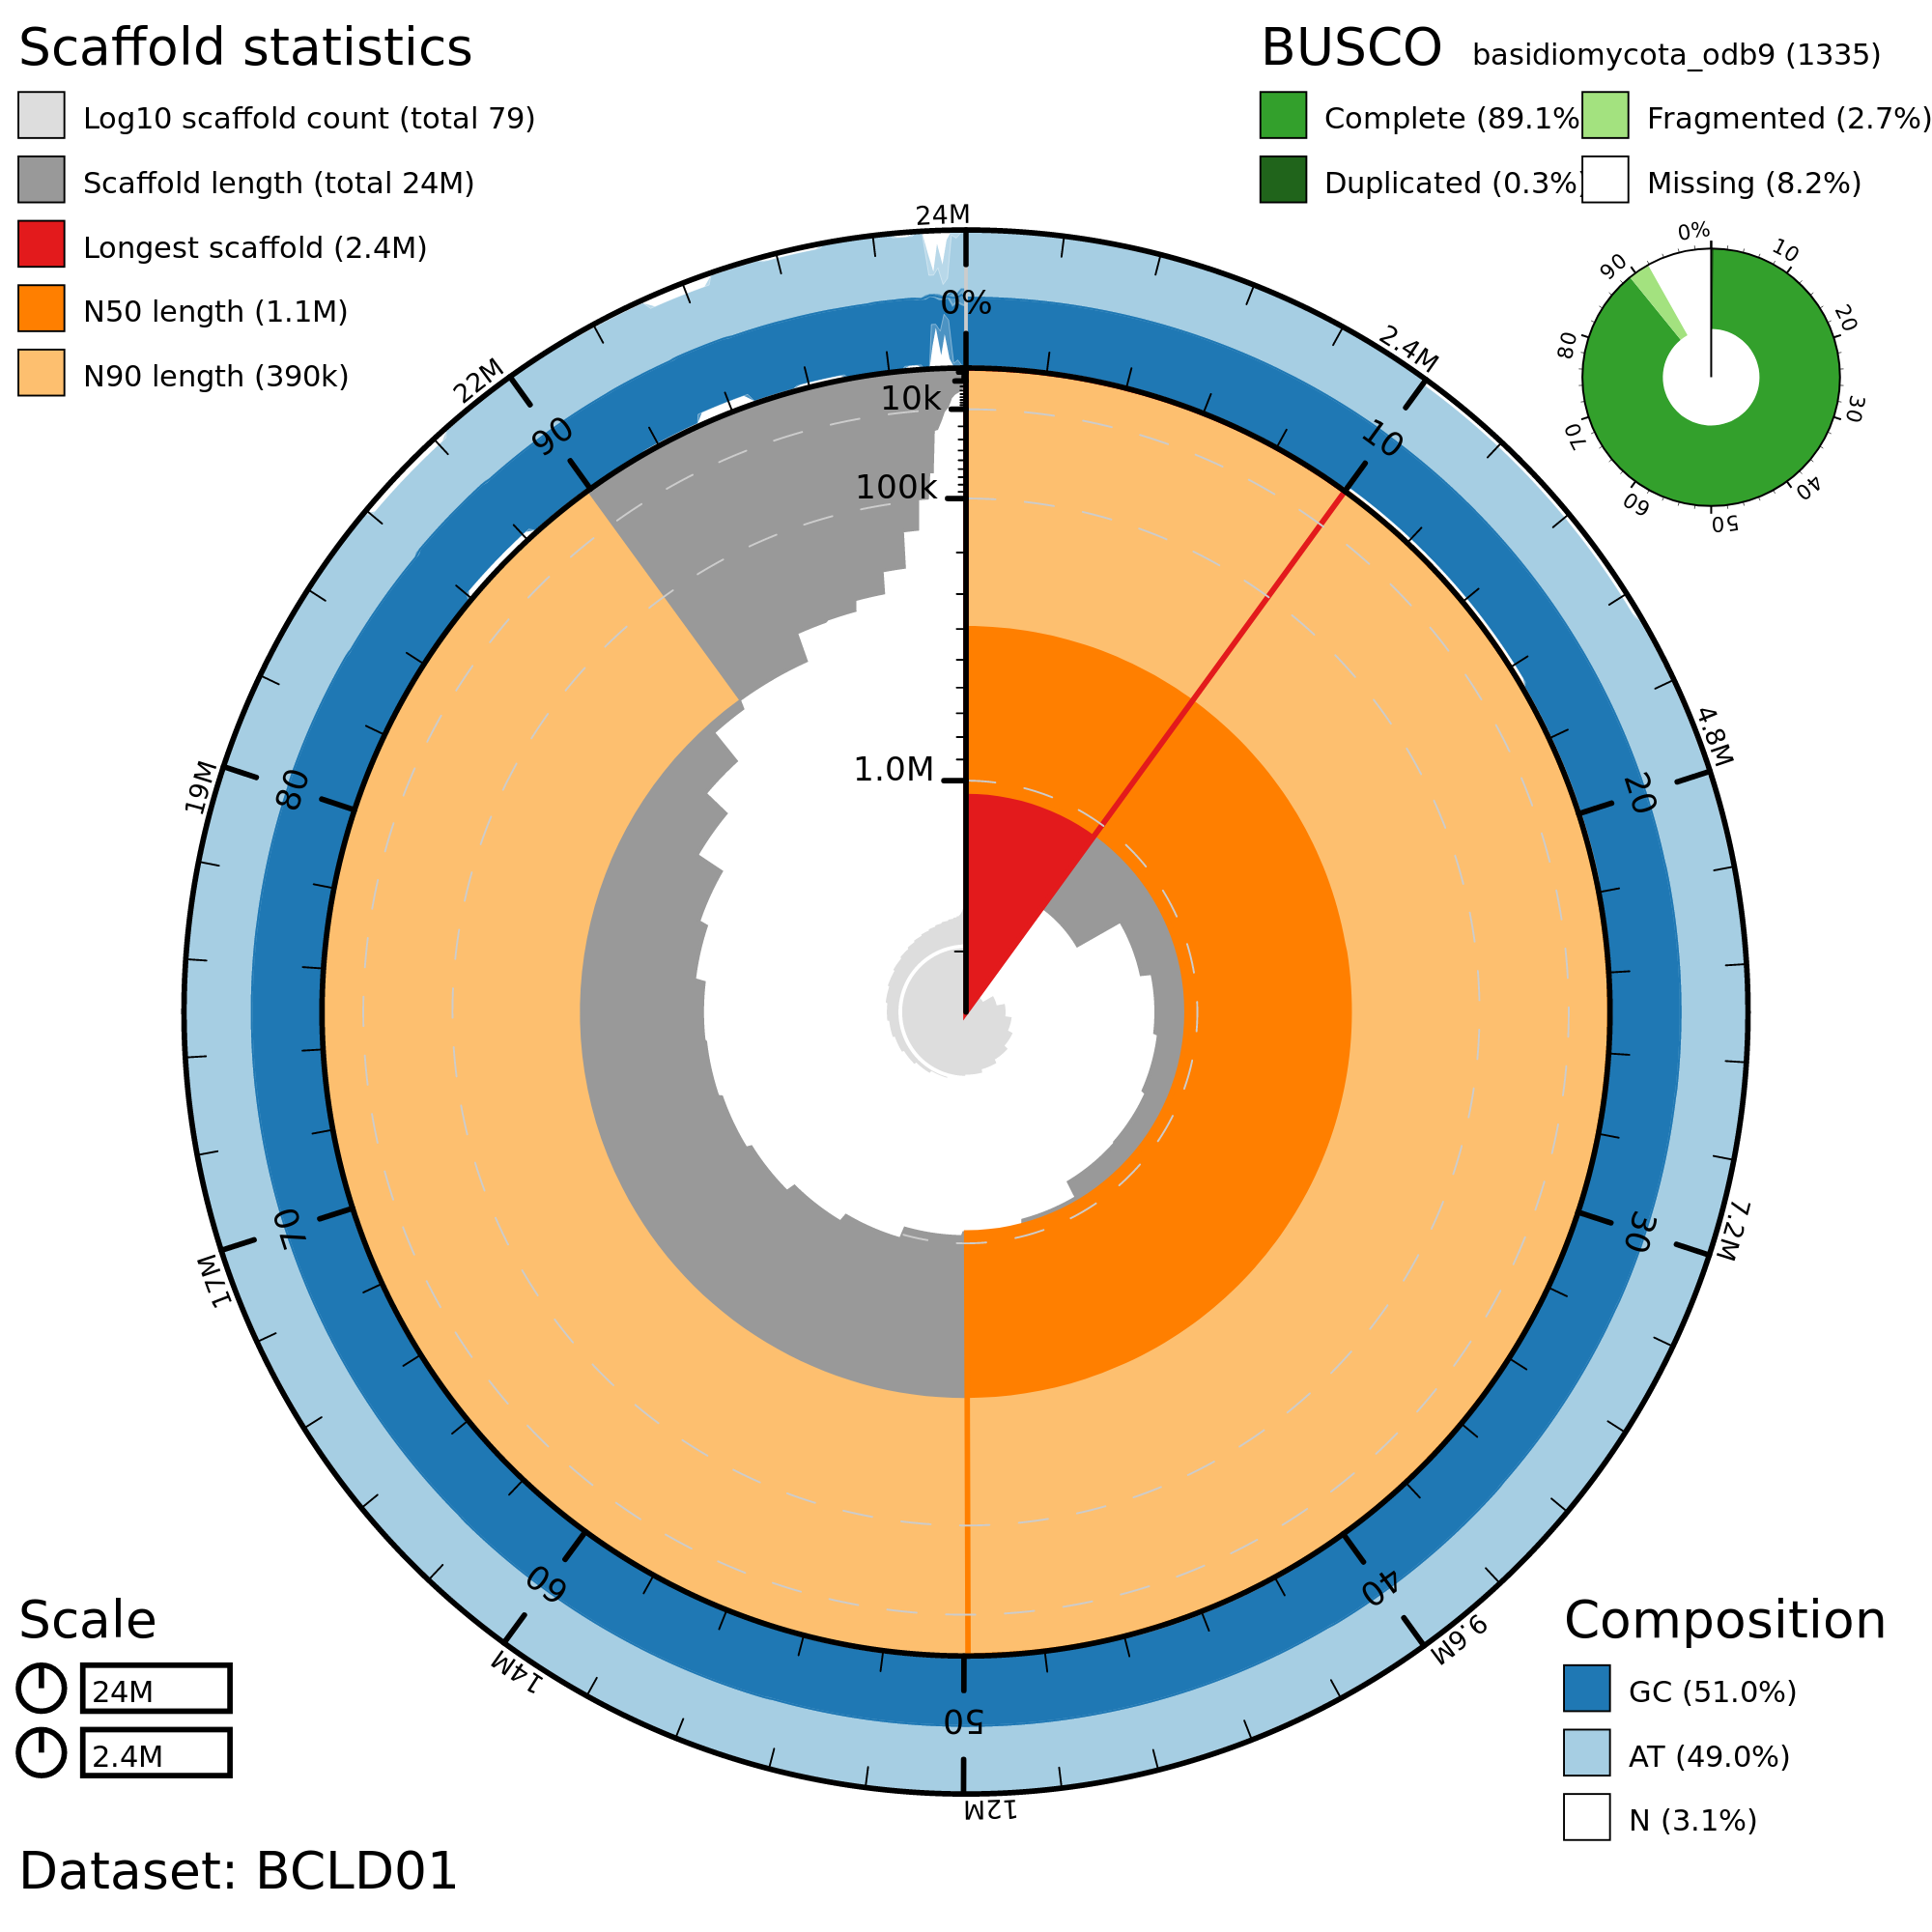 Scaffold statistics
Log10 scaffold count (total 79)
Scaffold length (total 24M)
Longest scaffold (2.4M)
N50 length (1.1M)
N90 length (390k)
BUSCO basidiomycota_odb9 (1335)
Complete (89.1% Fragmented (2.7%)
Duplicated (0.3%) Missing (8.2%)
0%
10
20
30
40
50
60
70
80
90
24M
2.4M
4.8M
7.2M
9.6M
12M
14M
17M
19M
22M
0%
10
20
30
40
50
60
70
80
90
10k
100k
1.0M
Scale
24M
2.4M
Composition
GC (51.0%)
AT (49.0%)
N (3.1%)
Dataset: BCLD01